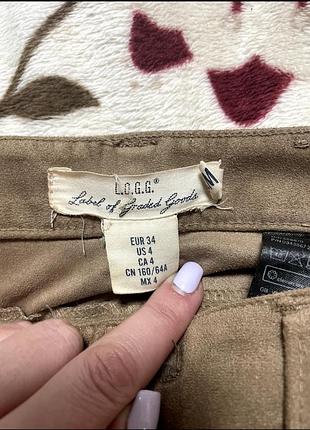 L.O.G.G.®
Label of Graded Goods
EUR 34
US 4
CA 4
CN 160/64A
MX 4